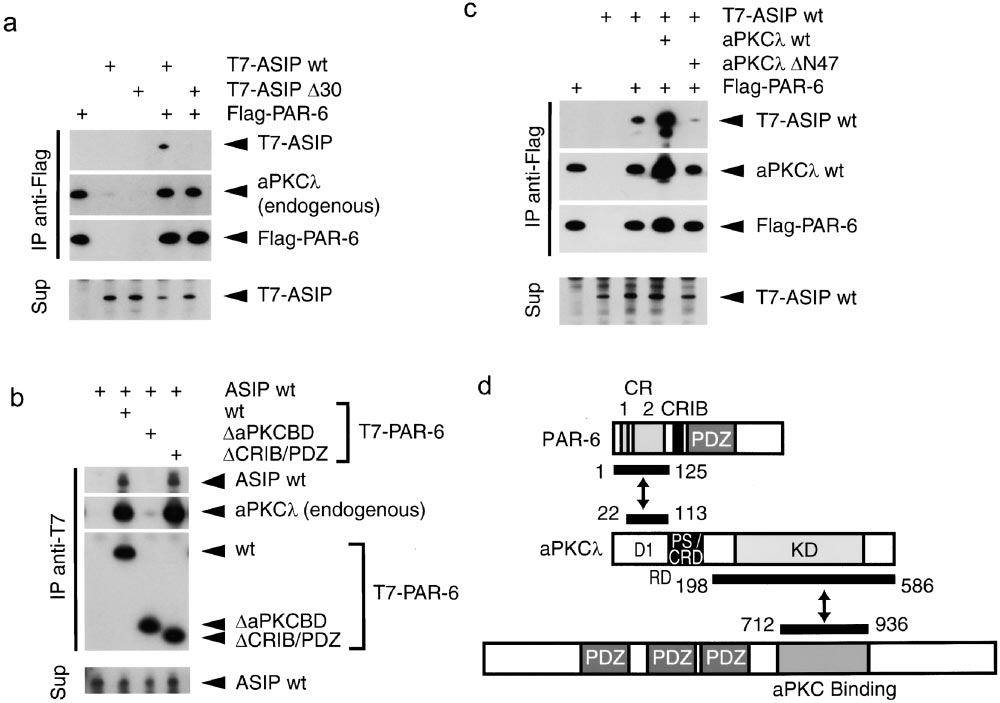 a
+ + T7-ASIP wt
+ + T7-ASIP Δ30
+ + + Flag-PAR-6
IP anti-Flag
T7-ASIP
aPKCλ
(endogenous)
Flag-PAR-6
Sup
T7-ASIP
b
+ + + + ASIP wt
+ wt
+ ΔaPKCBD
+ ΔCRIB/PDZ
T7-PAR-6
IP anti-T7
ASIP wt
aPKCλ (endogenous)
wt
ΔaPKCBD
ΔCRIB/PDZ
T7-PAR-6
Sup
ASIP wt
c
+ + + + T7-ASIP wt
+ aPKCλ wt
+ aPKCλ ΔN47
+ + + + Flag-PAR-6
IP anti-Flag
T7-ASIP wt
aPKCλ wt
Flag-PAR-6
Sup
T7-ASIP wt
d
CR
1 2 CRIB
PAR-6 PDZ
1 125
22 113
aPKCλ D1 PS/ KD
CRD
RD 198 586
712 936
PDZ PDZ PDZ
aPKC Binding